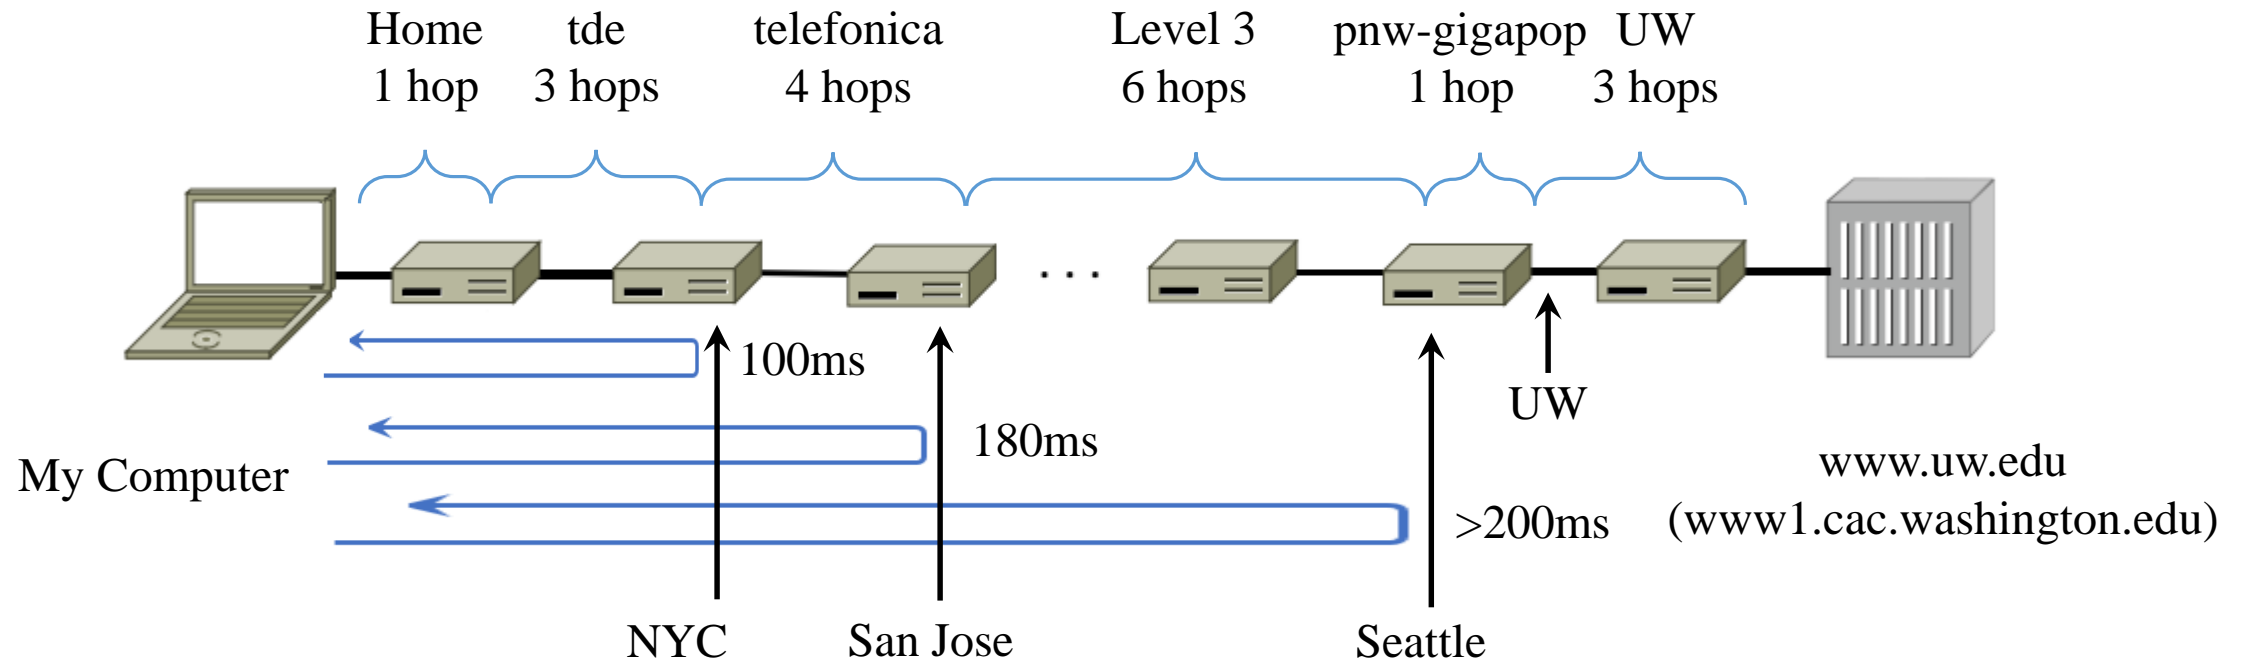 Home
1 hop
tde
3 hops
telefonica
4 hops
Level 3
6 hops
pnw-gigapop
1 hop
UW
3 hops
. . .
100ms
180ms
>200ms
UW
My Computer
www.uw.edu
(www1.cac.washington.edu)
NYC
San Jose
Seattle